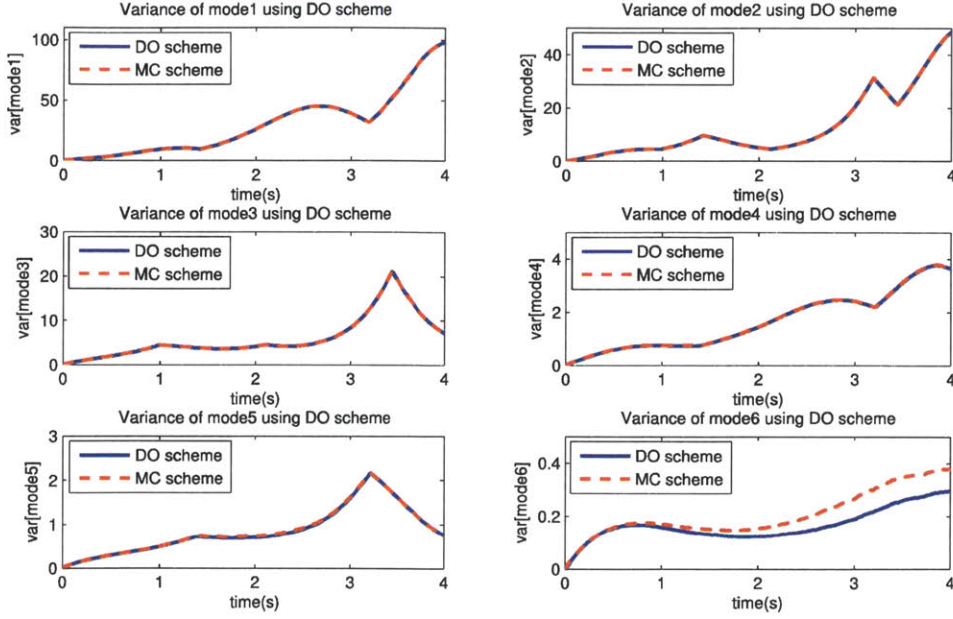 Variance of mode1 using DO scheme
100
50
0
var[mode1]
DO scheme
MC scheme
0 1 2 3 4
time(s)
Variance of mode2 using DO scheme
40
20
0
var[mode2]
DO scheme
MC scheme
0 1 2 3 4
time(s)
Variance of mode3 using DO scheme
30
20
10
0
var[mode3]
DO scheme
MC scheme
0 1 2 3 4
time(s)
Variance of mode4 using DO scheme
4
2
0
var[mode4]
DO scheme
MC scheme
0 1 2 3 4
time(s)
Variance of mode5 using DO scheme
3
2
1
0
var[mode5]
DO scheme
MC scheme
0 1 2 3 4
time(s)
Variance of mode6 using DO scheme
0.4
0.2
0
var[mode6]
DO scheme
MC scheme
0 1 2 3 4
time(s)